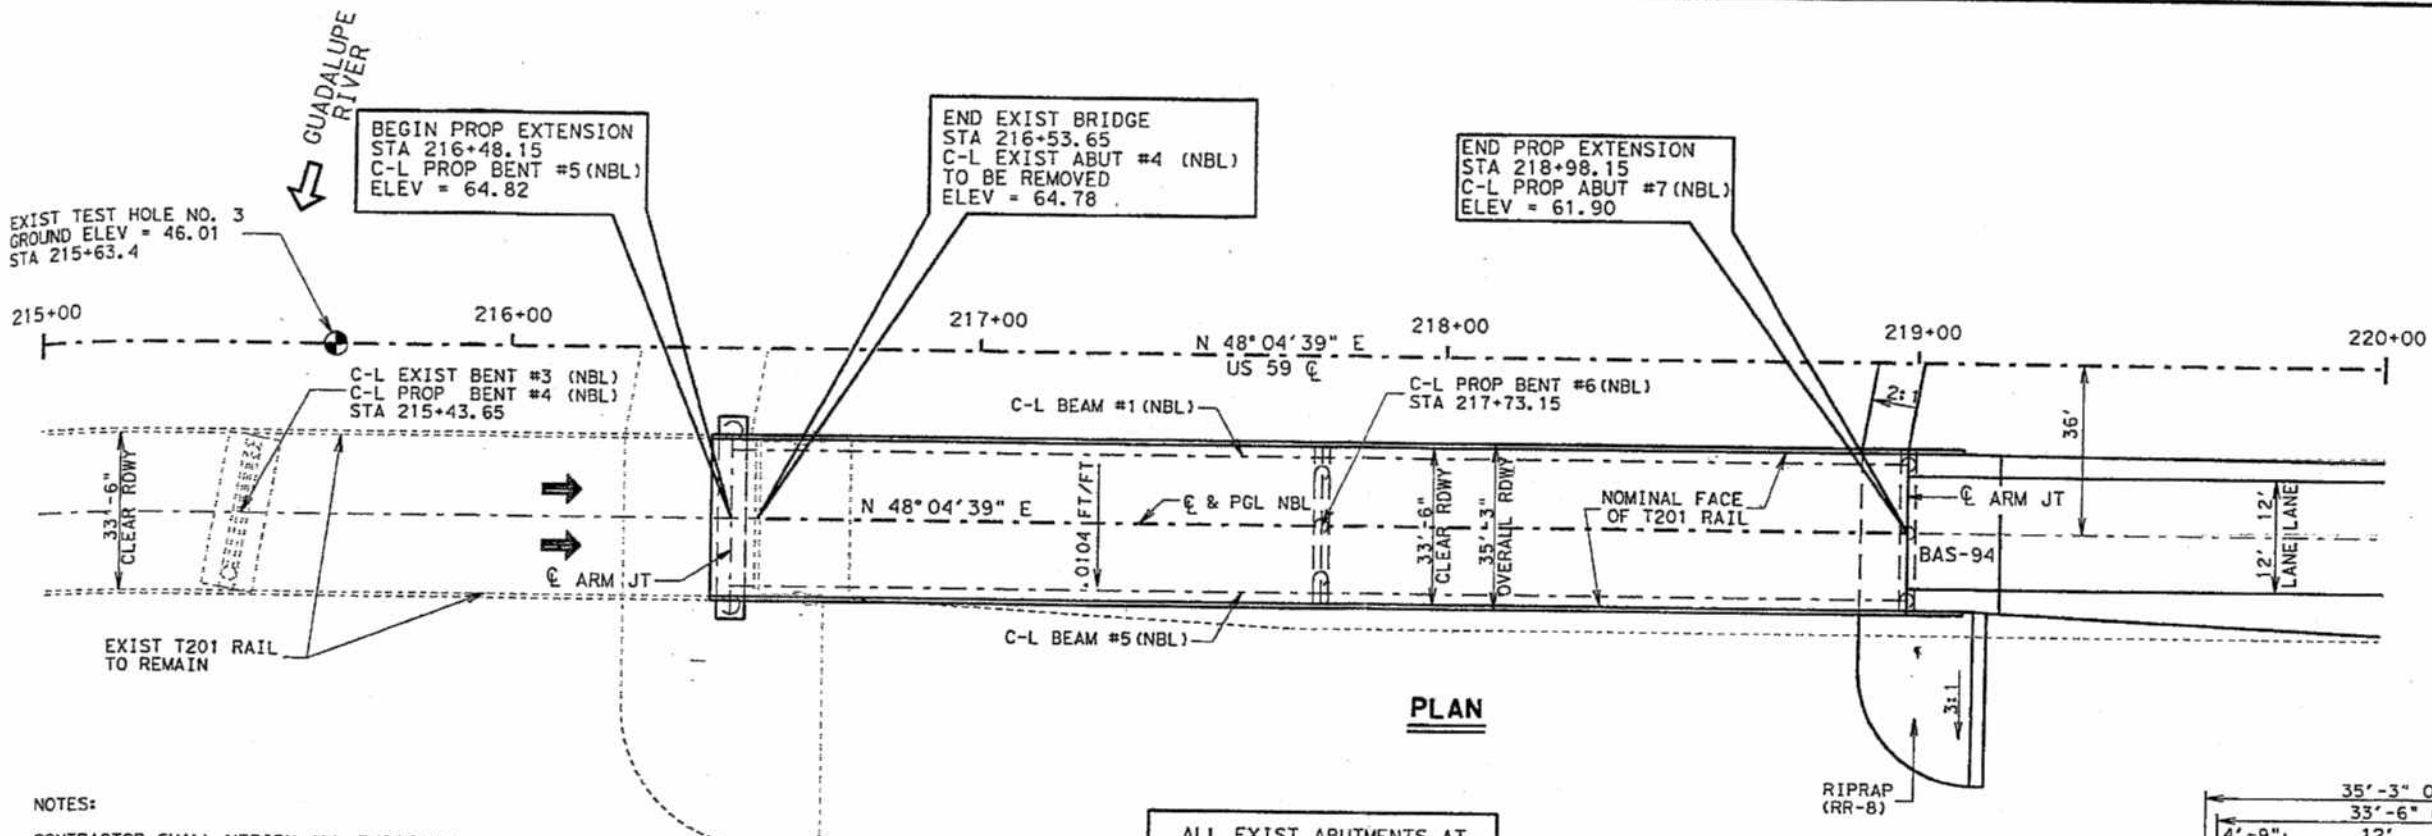 GUADALUPE
RIVER
BEGIN PROP EXTENSION
STA 216+48.15
C-L PROP BENT #5(NBL)
ELEV = 64.82
END EXIST BRIDGE
STA 216+53.65
C-L EXIST ABUT #4 (NBL)
TO BE REMOVED
ELEV = 64.78
END PROP EXTENSION
STA 218+98.15
C-L PROP ABUT #7(NBL)
ELEV = 61.90
EXIST TEST HOLE NO. 3
GROUND ELEV = 46.01
STA 215+63.4
215+00
216+00
217+00
218+00
219+00
220+00
N 48°04'39" E
US 59 ℄
C-L EXIST BENT #3 (NBL)
C-L PROP BENT #4 (NBL)
STA 215+43.65
C-L BEAM #1(NBL)
C-L PROP BENT #6(NBL)
STA 217+73.15
2:1
36'
33'-6"
CLEAR RDWY
N 48°04'39" E
.0104 FT/FT
℄ & PGL NBL
33'-6"
CLEAR RDWY
35'-3"
OVERALL RDWY
NOMINAL FACE
OF T201 RAIL
℄ ARM JT
BAS-94
12' 12'
LANE LANE
℄ ARM JT
EXIST T201 RAIL
TO REMAIN
C-L BEAM #5(NBL)
PLAN
3:1
RIPRAP
(RR-8)
NOTES:
ALL EXIST ABUTMENTS AT
35'-3" O
33'-6"
4'-9" 12'